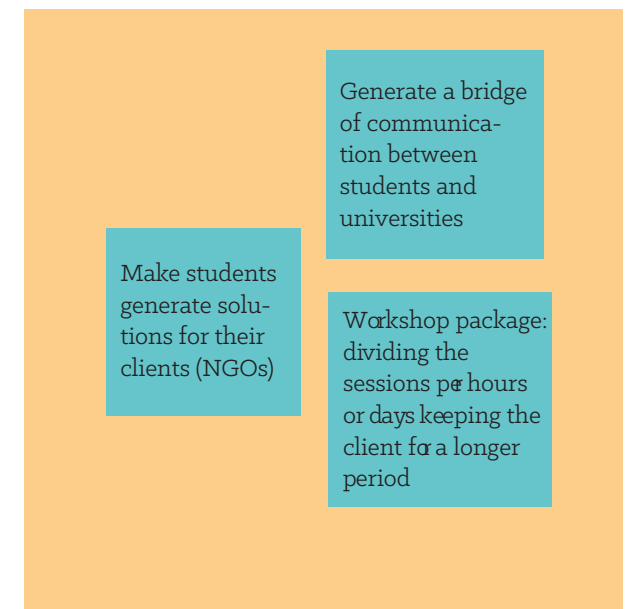 Generate a bridge
of communica-
tion between
students and
universities
Make students
generate solu-
tions for their
clients (NGOs)
Workshop package:
dividing the
sessions per hours
or days keeping the
client for a longer
period